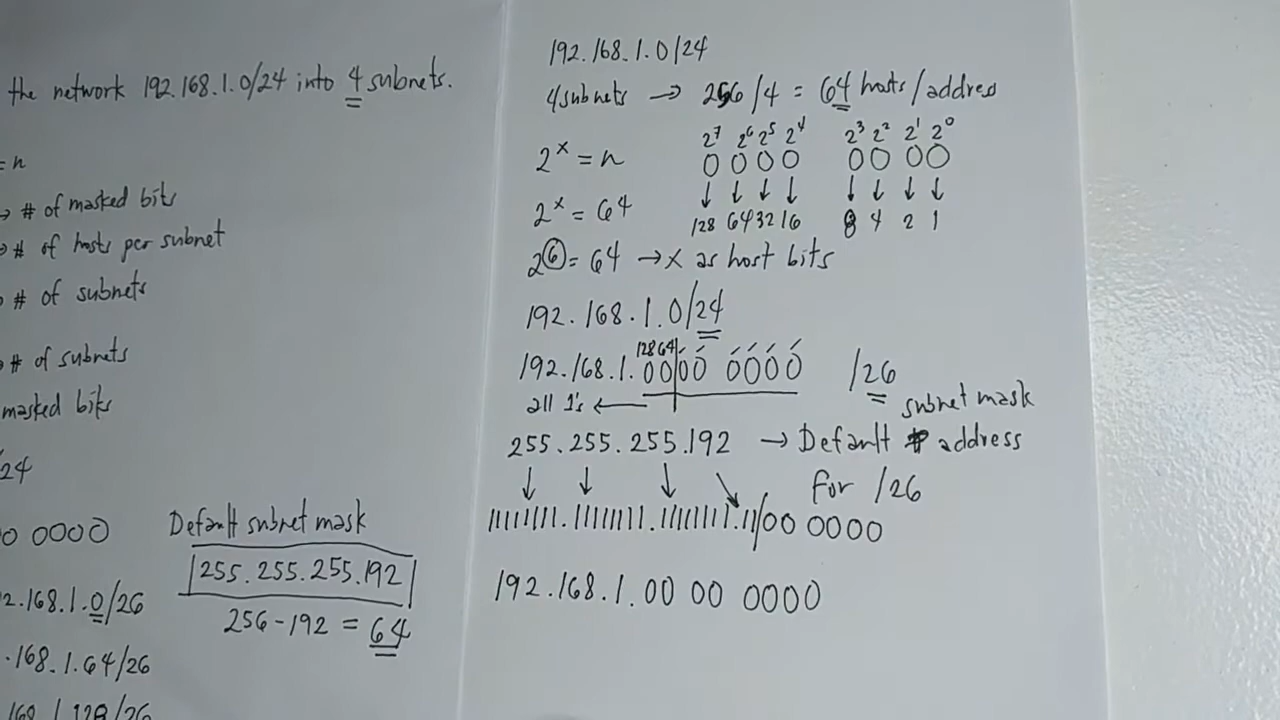 the network 192.168.1.0/24 into 4 subnets.
= n
→ # of masked bits
→ # of hosts per subnet
# of subnets
# of subnets
masked bits
24
0 0000
Default subnet mask
255.255.255.192
256-192 = 64
2.168.1.0/26
.168.1.64/26
168.1.128/26
192.168.1.0/24
4 subnets → 256/4 = 64 hosts/address
2^7 2^6 2^5 2^4 2^3 2^2 2^1 2^0
2^x = n 0 0 0 0 0 0 0 0
↓ ↓ ↓ ↓ ↓ ↓ ↓ ↓
2^x = 64 128 64 32 16 8 4 2 1
2^6 = 64 → x as host bits
192.168.1.0/24
128 64
192.168.1.0000 0000 /26
all 1's ← subnet mask
255.255.255.192 → Default address
↓ ↓ ↓ ↘ for /26
11111111.11111111.11111111.11/00 0000
192.168.1.00 00 0000